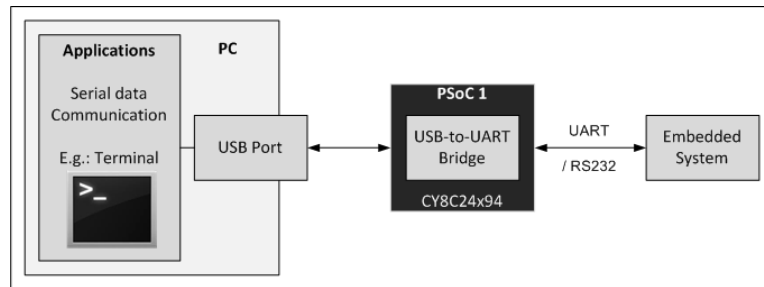 Applications
PC
Serial data
Communication
E.g.: Terminal
>_
USB Port
PSoC 1
USB-to-UART
Bridge
CY8C24x94
UART
/ RS232
Embedded
System